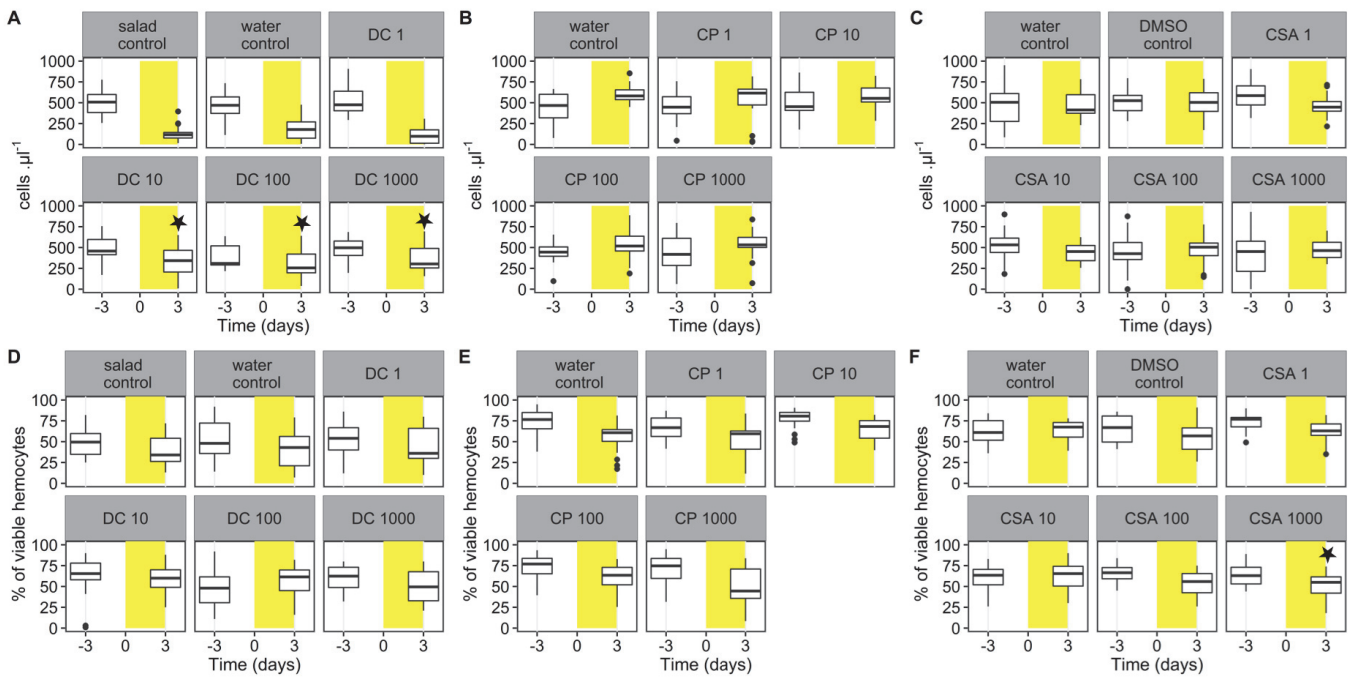 A
salad
control
water
control
DC 1
cells .µl⁻¹
1000
750
500
250
0
DC 10
DC 100
DC 1000
1000
750
500
250
0
-3 0 3
-3 0 3
-3 0 3
Time (days)
B
water
control
CP 1
CP 10
cells .µl⁻¹
1000
750
500
250
0
CP 100
CP 1000
1000
750
500
250
0
-3 0 3
-3 0 3
Time (days)
C
water
control
DMSO
control
CSA 1
cells .µl⁻¹
1000
750
500
250
0
CSA 10
CSA 100
CSA 1000
1000
750
500
250
0
-3 0 3
-3 0 3
-3 0 3
Time (days)
D
salad
control
water
control
DC 1
% of viable hemocytes
100
75
50
25
0
DC 10
DC 100
DC 1000
100
75
50
25
0
-3 0 3
-3 0 3
-3 0 3
Time (days)
E
water
control
CP 1
CP 10
% of viable hemocytes
100
75
50
25
0
CP 100
CP 1000
100
75
50
25
0
-3 0 3
-3 0 3
Time (days)
F
water
control
DMSO
control
CSA 1
% of viable hemocytes
100
75
50
25
0
CSA 10
CSA 100
CSA 1000
100
75
50
25
0
-3 0 3
-3 0 3
-3 0 3
Time (days)